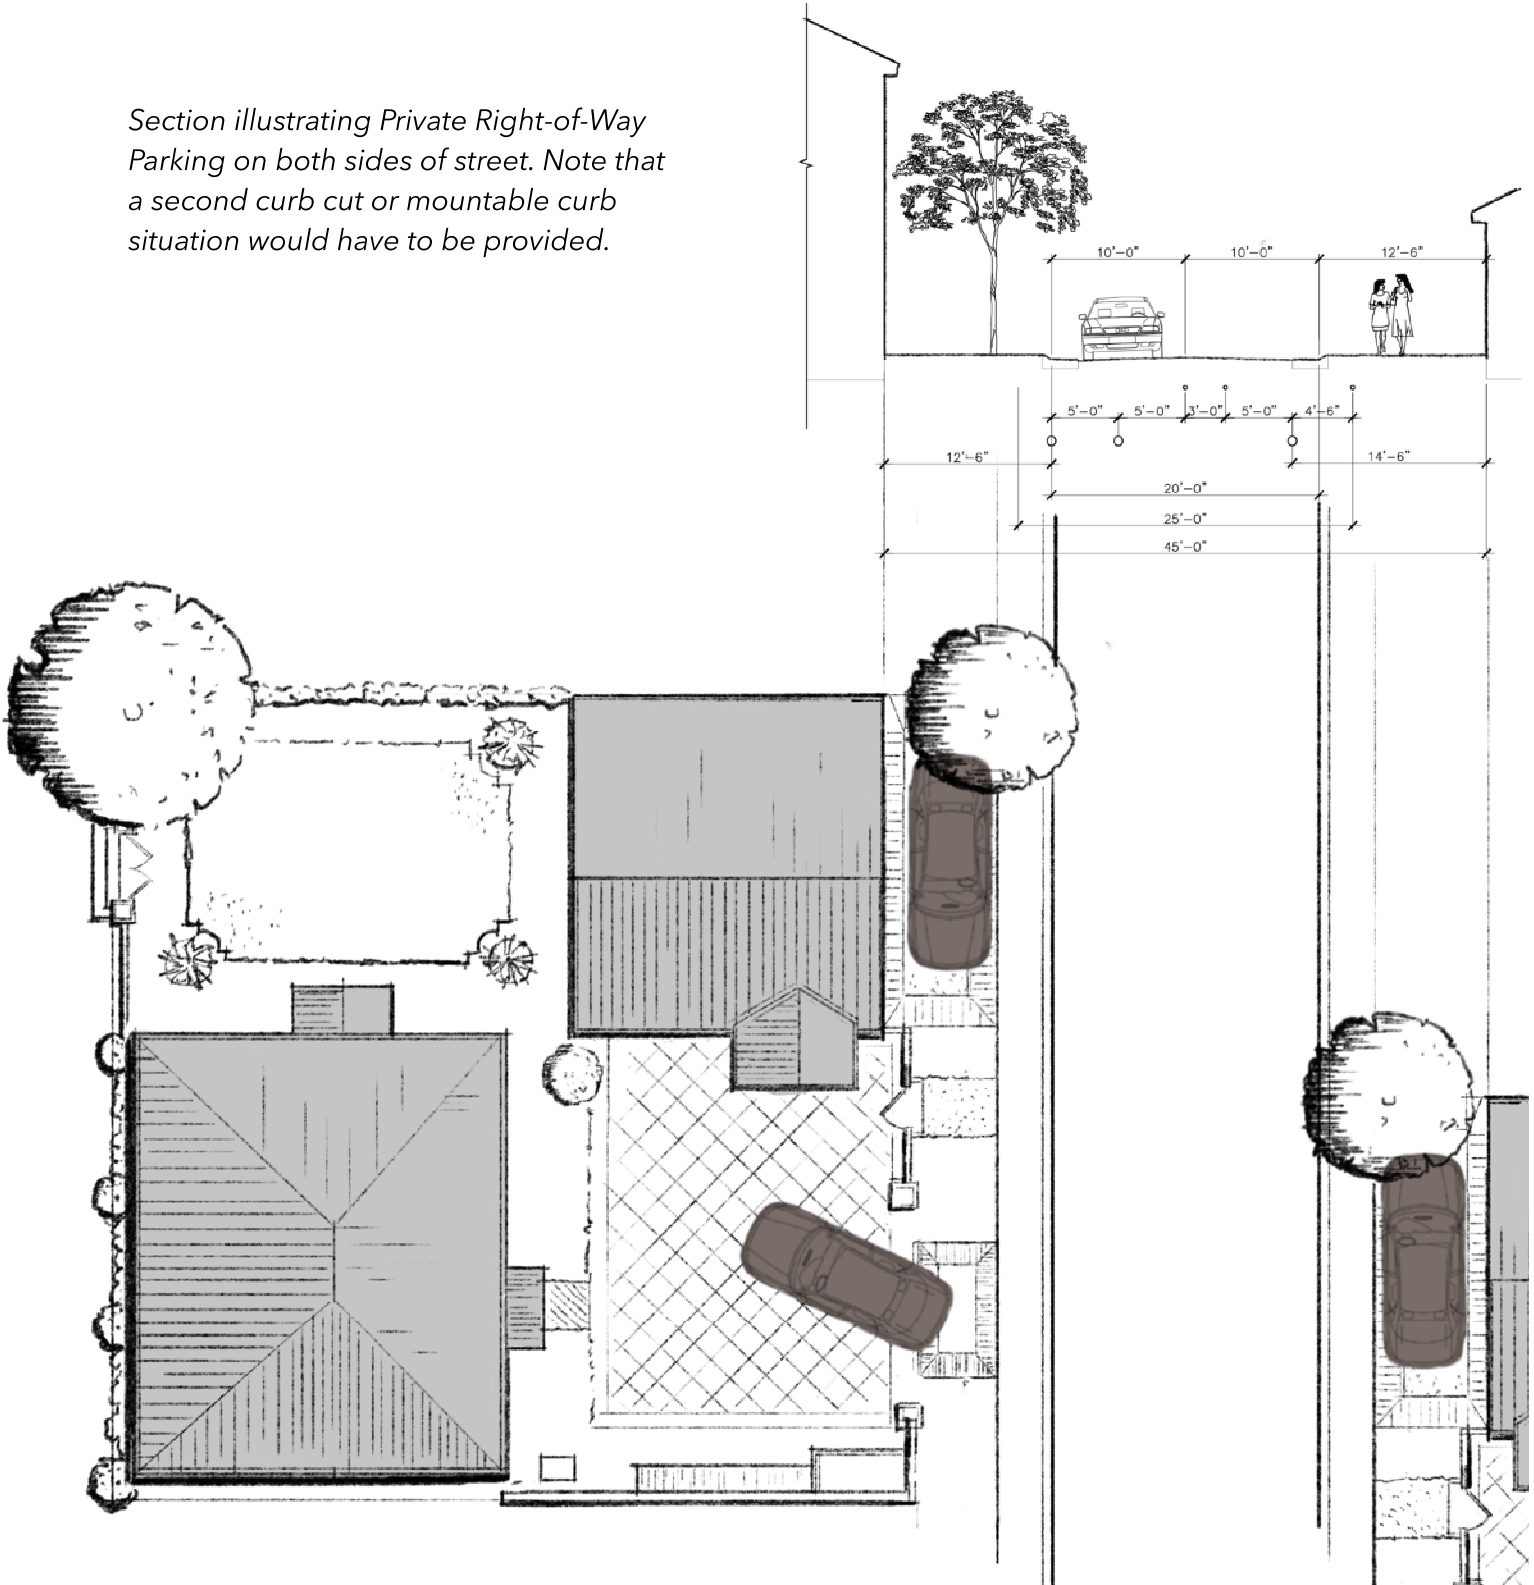 Section illustrating Private Right-of-Way
Parking on both sides of street. Note that
a second curb cut or mountable curb
situation would have to be provided.
10'-0" 10'-0" 12'-6"
5'-0" 5'-0" 3'-0" 5'-0" 4'-6"
12'-6" 14'-6"
20'-0"
25'-0"
45'-0"